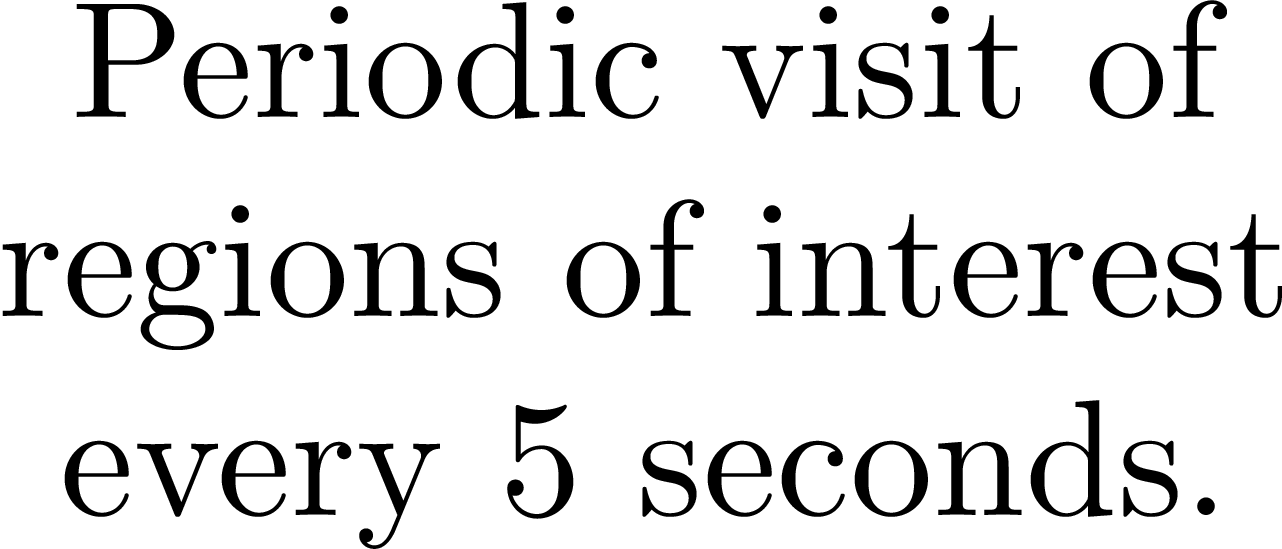 Periodic visit of
regions of interest
every 5 seconds.